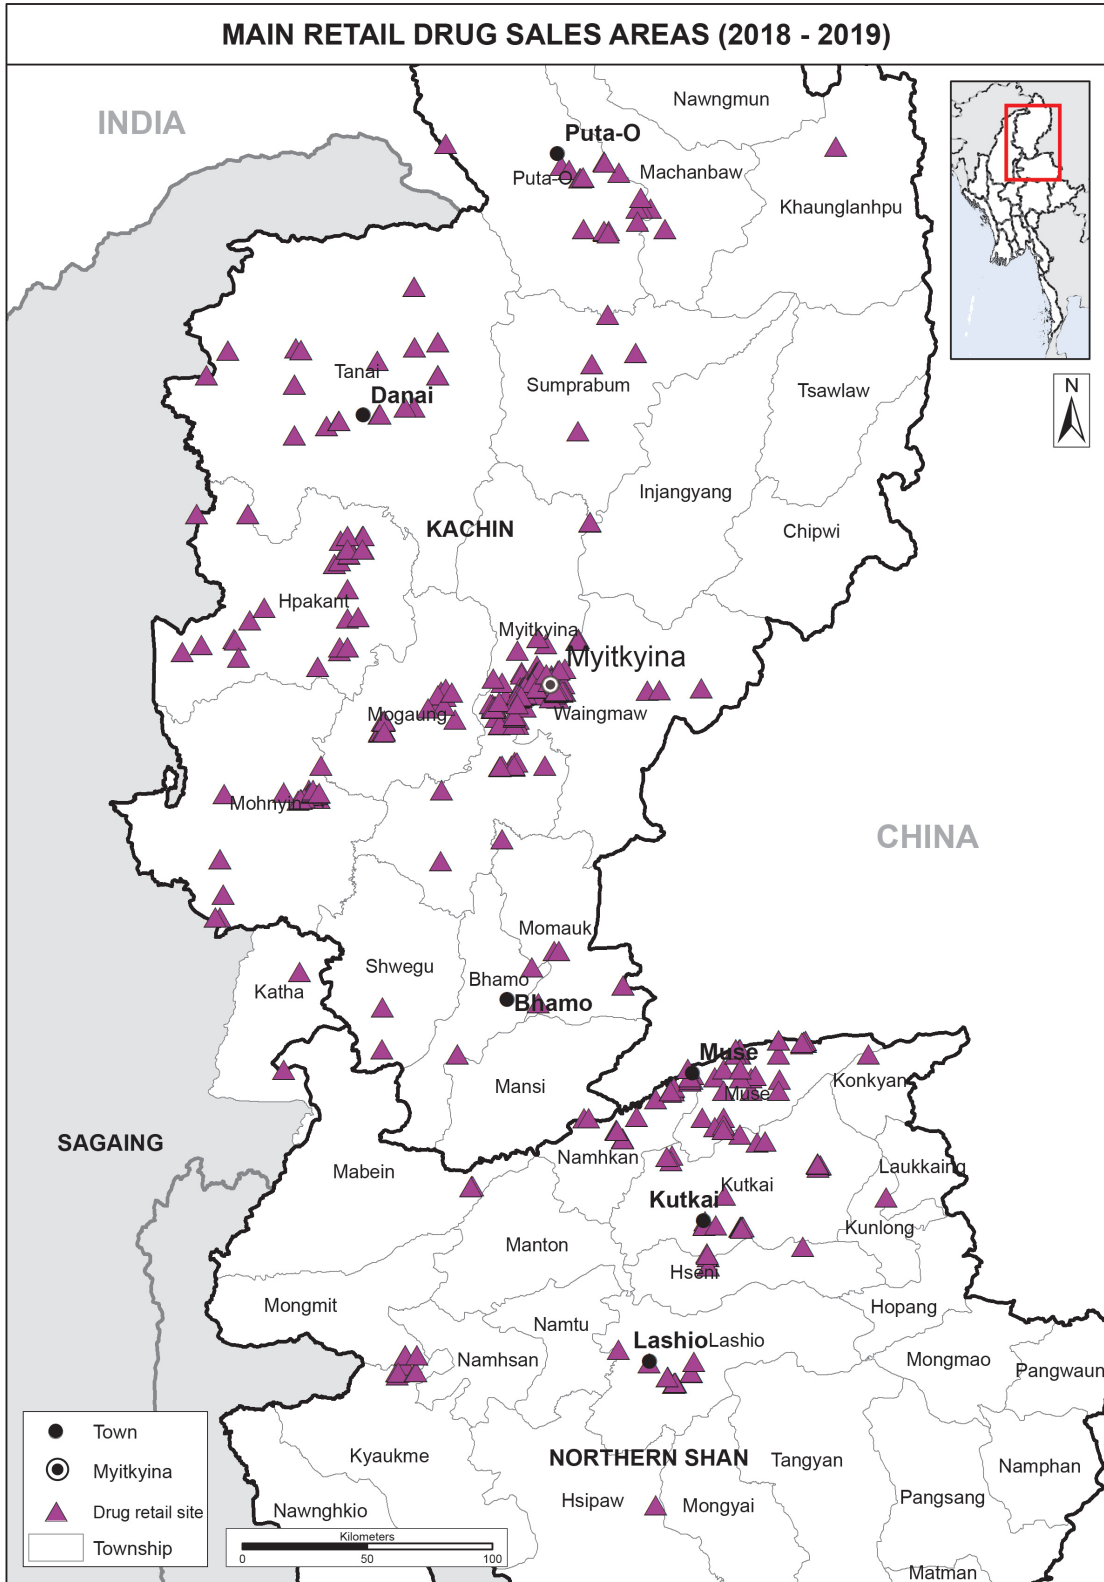 MAIN RETAIL DRUG SALES AREAS (2018 - 2019)
INDIA
Nawngmun
Puta-O
Puta-O
Machanbaw
Khaunglanhpu
Tanai
Danai
Sumprabum
Tsawlaw
N
Injangyang
KACHIN
Chipwi
Hpakant
Myitkyina
Myitkyina
Mogaung
Waingmaw
Mohnyin
CHINA
Momauk
Shwegu
Bhamo
Katha
Bhamo
Mansi
Muse
Konkyan
Muse
SAGAING
Namhkan
Mabein
Laukkaing
Kutkai
Kutkai
Kunlong
Manton
Hseni
Mongmit
Hopang
Namtu
Lashio
Lashio
Namhsan
Mongmao
Pangwaun
Town
Myitkyina
Drug retail site
Township
Kyaukme
NORTHERN SHAN
Tangyan
Namphan
Hsipaw
Mongyai
Pangsang
Nawnghkio
Kilometers
0 50 100
Matman